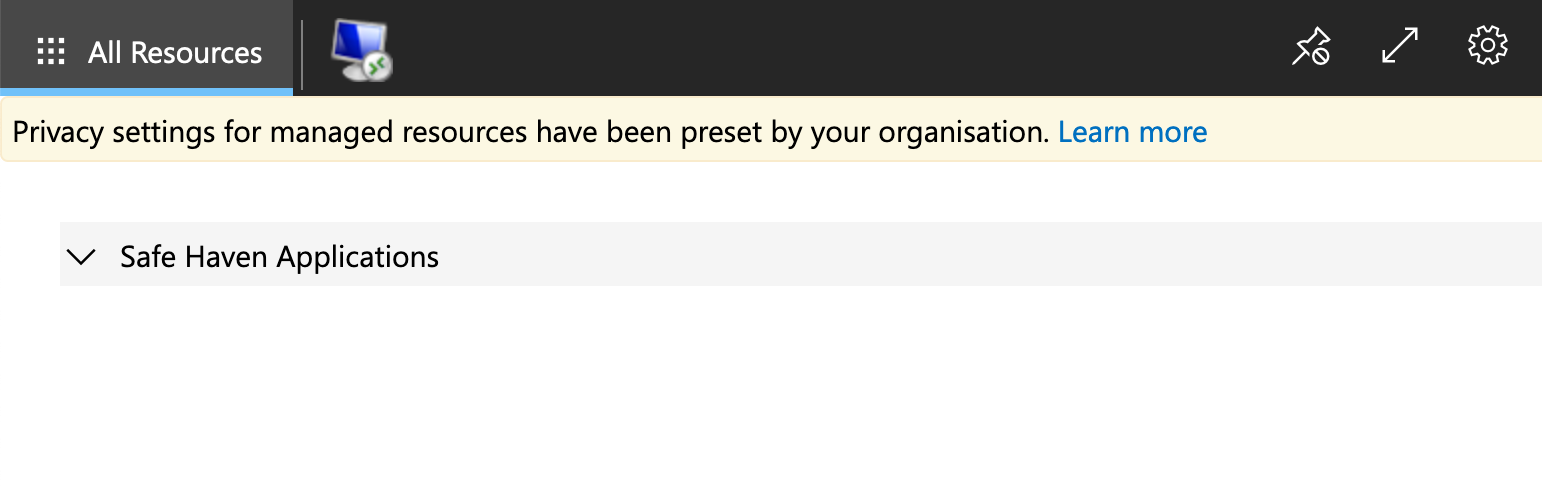 All Resources
Privacy settings for managed resources have been preset by your organisation. Learn more
Safe Haven Applications